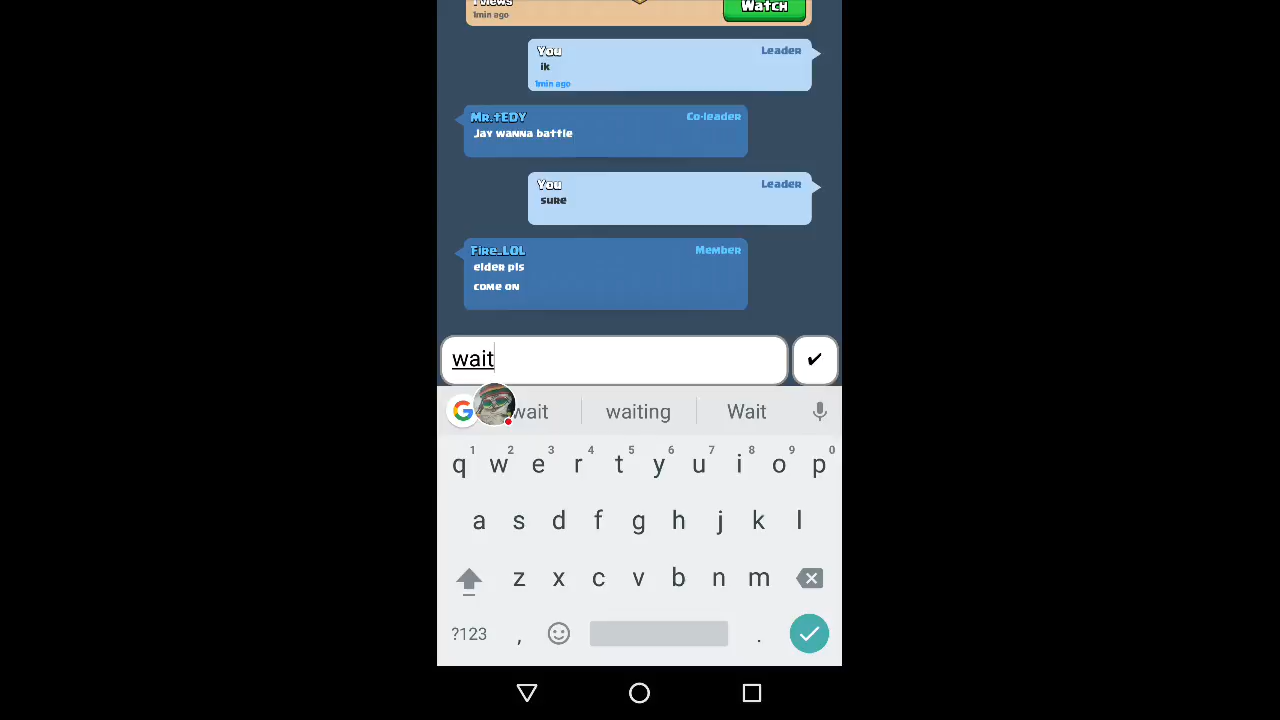 1 views
Watch
1min ago
You
Leader
ik
1min ago
Mr.tEDY
Co-leader
Jay wanna battle
You
Leader
sure
Fire_LOL
Member
elder pls
come on
wait
✔
G wait waiting Wait
1 2 3 4 5 6 7 8 9 0
q w e r t y u i o p
a s d f g h j k l
z x c v b n m
?123 , .